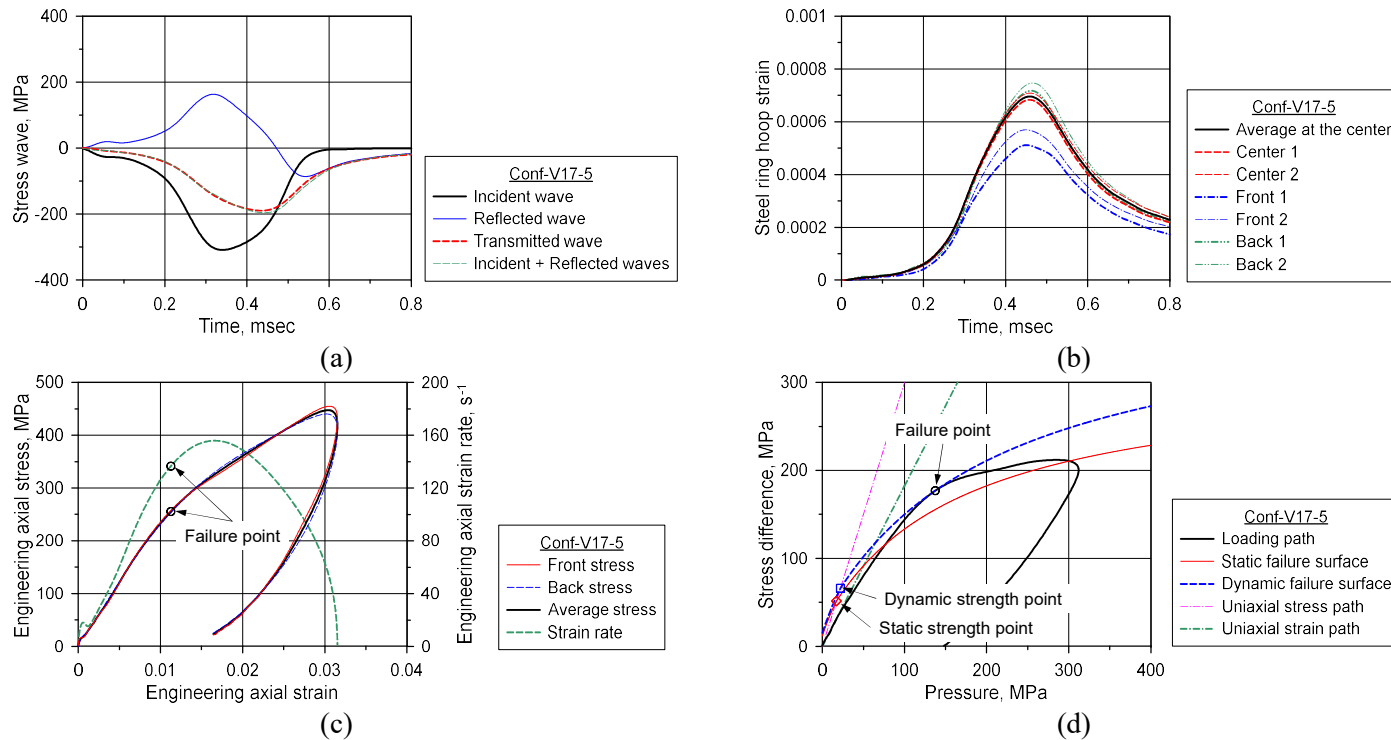 400
200
0
-200
-400
Stress wave, MPa
0
0.2
0.4
0.6
0.8
Time, msec
Conf-V17-5
Incident wave
Reflected wave
Transmitted wave
Incident + Reflected waves
(a)
0.001
0.0008
0.0006
0.0004
0.0002
0
Steel ring hoop strain
0
0.2
0.4
0.6
0.8
Time, msec
Conf-V17-5
Average at the center
Center 1
Center 2
Front 1
Front 2
Back 1
Back 2
(b)
500
400
300
200
100
0
Engineering axial stress, MPa
200
160
120
80
40
0
Engineering axial strain rate, s⁻¹
Failure point
0
0.01
0.02
0.03
0.04
Engineering axial strain
Conf-V17-5
Front stress
Back stress
Average stress
Strain rate
(c)
300
200
100
0
Stress difference, MPa
Failure point
Dynamic strength point
Static strength point
0
100
200
300
400
Pressure, MPa
Conf-V17-5
Loading path
Static failure surface
Dynamic failure surface
Uniaxial stress path
Uniaxial strain path
(d)